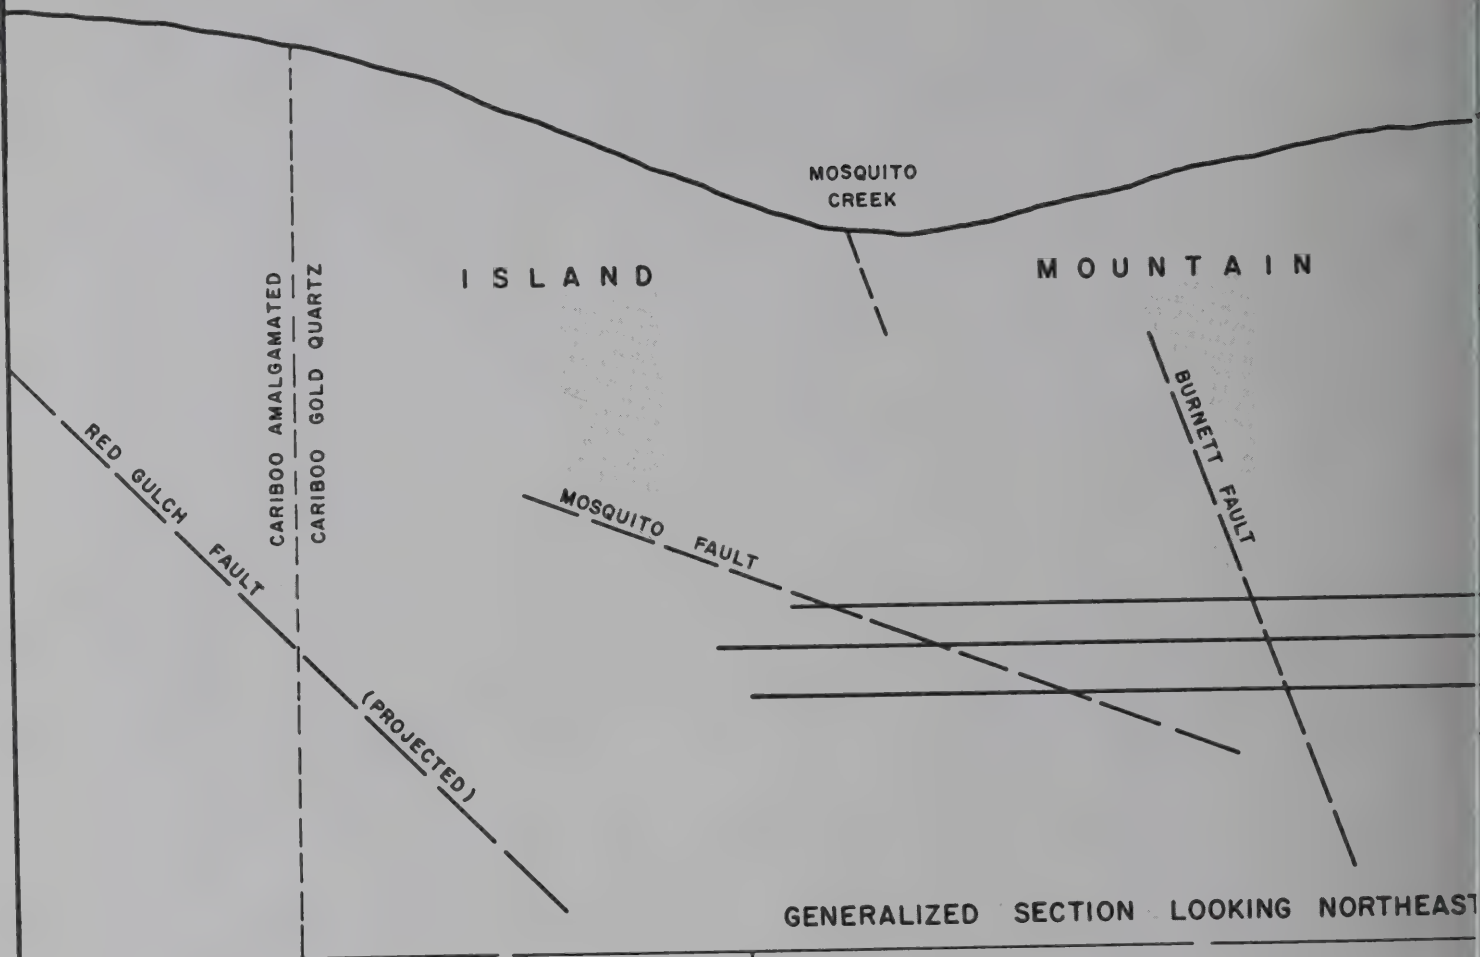 MOSQUITO
CREEK
ISLAND
MOUNTAIN
CARIBOO AMALGAMATED
CARIBOO GOLD QUARTZ
RED GULCH FAULT
(PROJECTED)
MOSQUITO FAULT
BURNETT FAULT
GENERALIZED SECTION LOOKING NORTHEAST